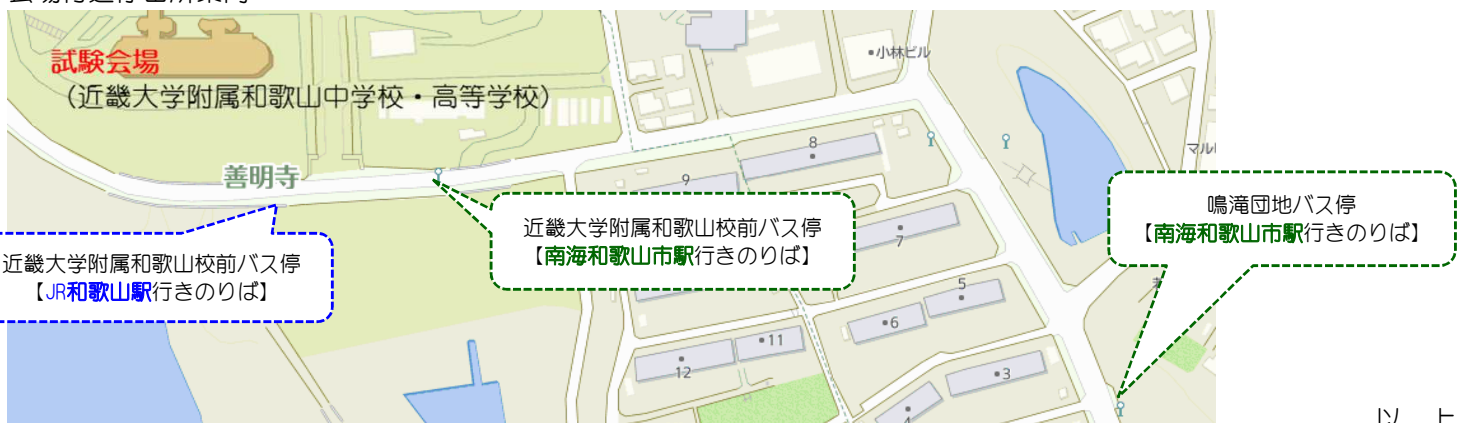 試験会場
(近畿大学附属和歌山中学校・高等学校)
小林ビル
善明寺
8
9
7
近畿大学附属和歌山校前バス停
【南海和歌山市駅行きのりば】
鳴滝団地バス停
【南海和歌山市駅行きのりば】
近畿大学附属和歌山校前バス停
【JR和歌山駅行きのりば】
5
6
11
12
3
4
以 上